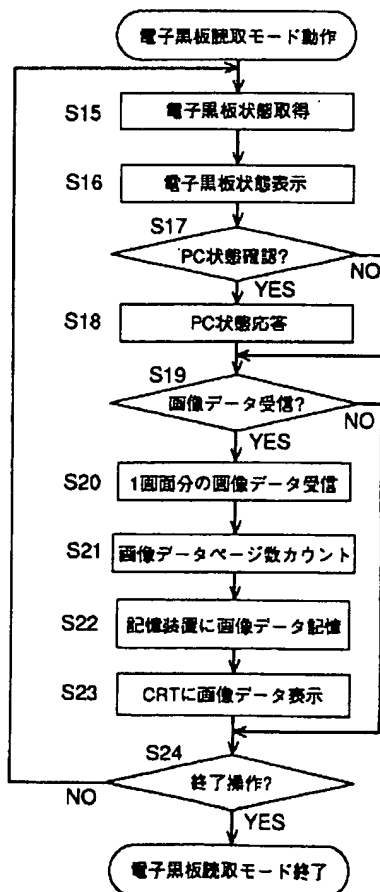 電子黒板読取モード動作
S15
電子黒板状態取得
S16
電子黒板状態表示
S17
PC状態確認?
NO
YES
S18
PC状態応答
S19
画像データ受信?
NO
YES
S20
1画面分の画像データ受信
S21
画像データページ数カウント
S22
記憶装置に画像データ記憶
S23
CRTに画像データ表示
S24
終了操作?
NO
YES
電子黒板読取モード終了